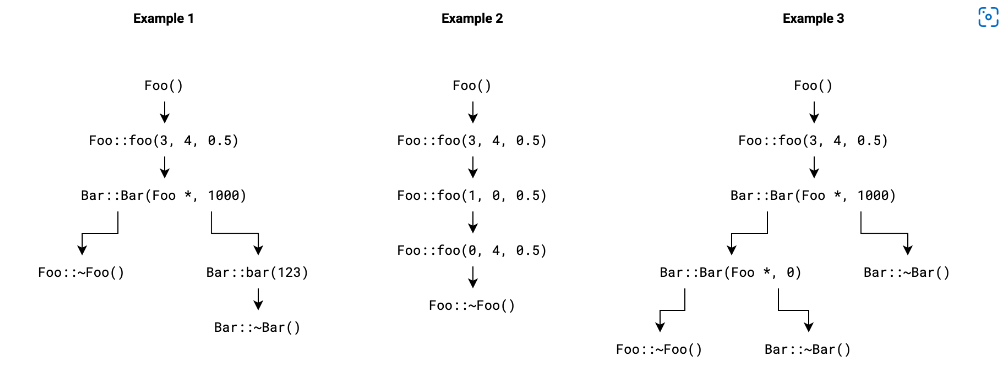 Example 1
Foo()
Foo::foo(3, 4, 0.5)
Bar::Bar(Foo *, 1000)
Foo::~Foo()
Bar::bar(123)
Bar::~Bar()
Example 2
Foo()
Foo::foo(3, 4, 0.5)
Foo::foo(1, 0, 0.5)
Foo::foo(0, 4, 0.5)
Foo::~Foo()
Example 3
Foo()
Foo::foo(3, 4, 0.5)
Bar::Bar(Foo *, 1000)
Bar::Bar(Foo *, 0)
Bar::~Bar()
Foo::~Foo()
Bar::~Bar()